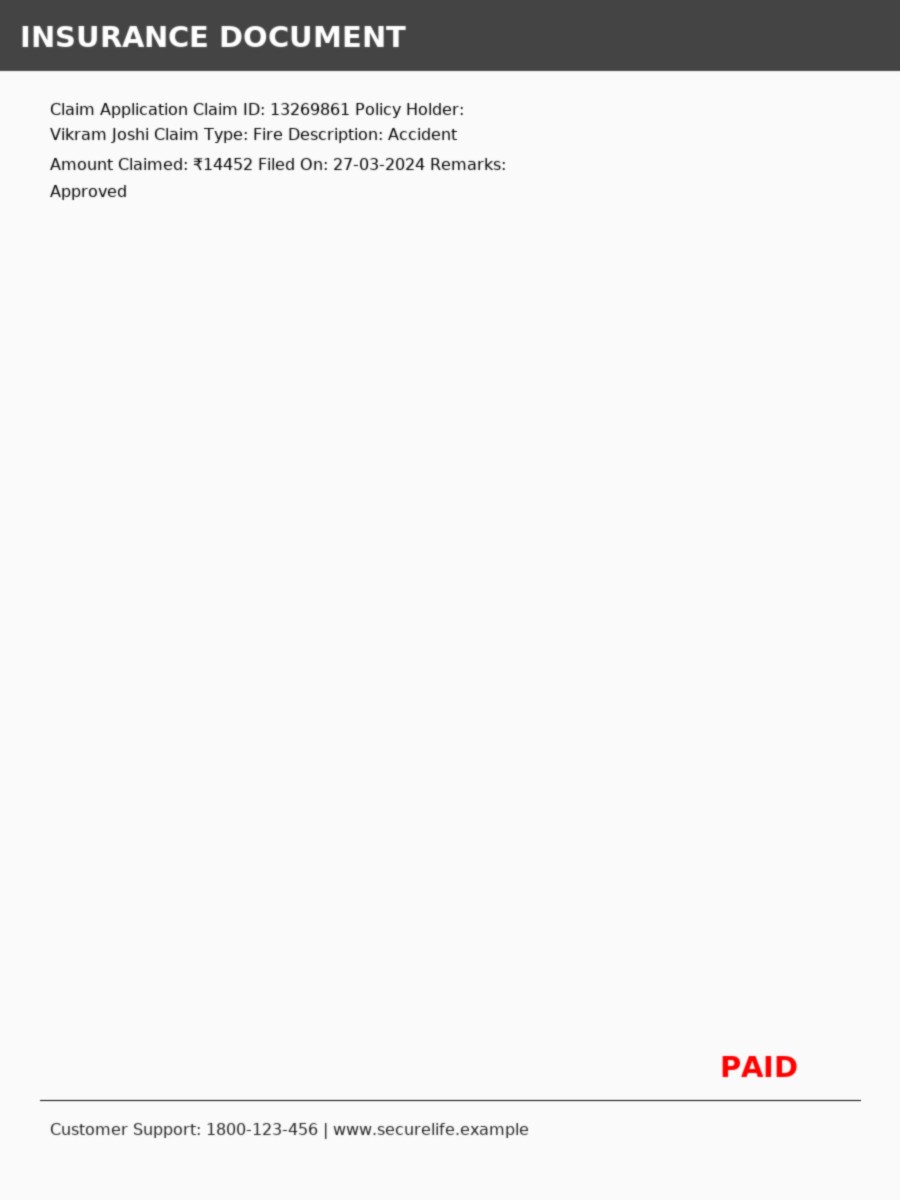 INSURANCE DOCUMENT
Claim Application Claim ID: 13269861 Policy Holder:
Vikram Joshi Claim Type: Fire Description: Accident
Amount Claimed: ₹14452 Filed On: 27-03-2024 Remarks:
Approved
PAID
Customer Support: 1800-123-456 | www.securelife.example